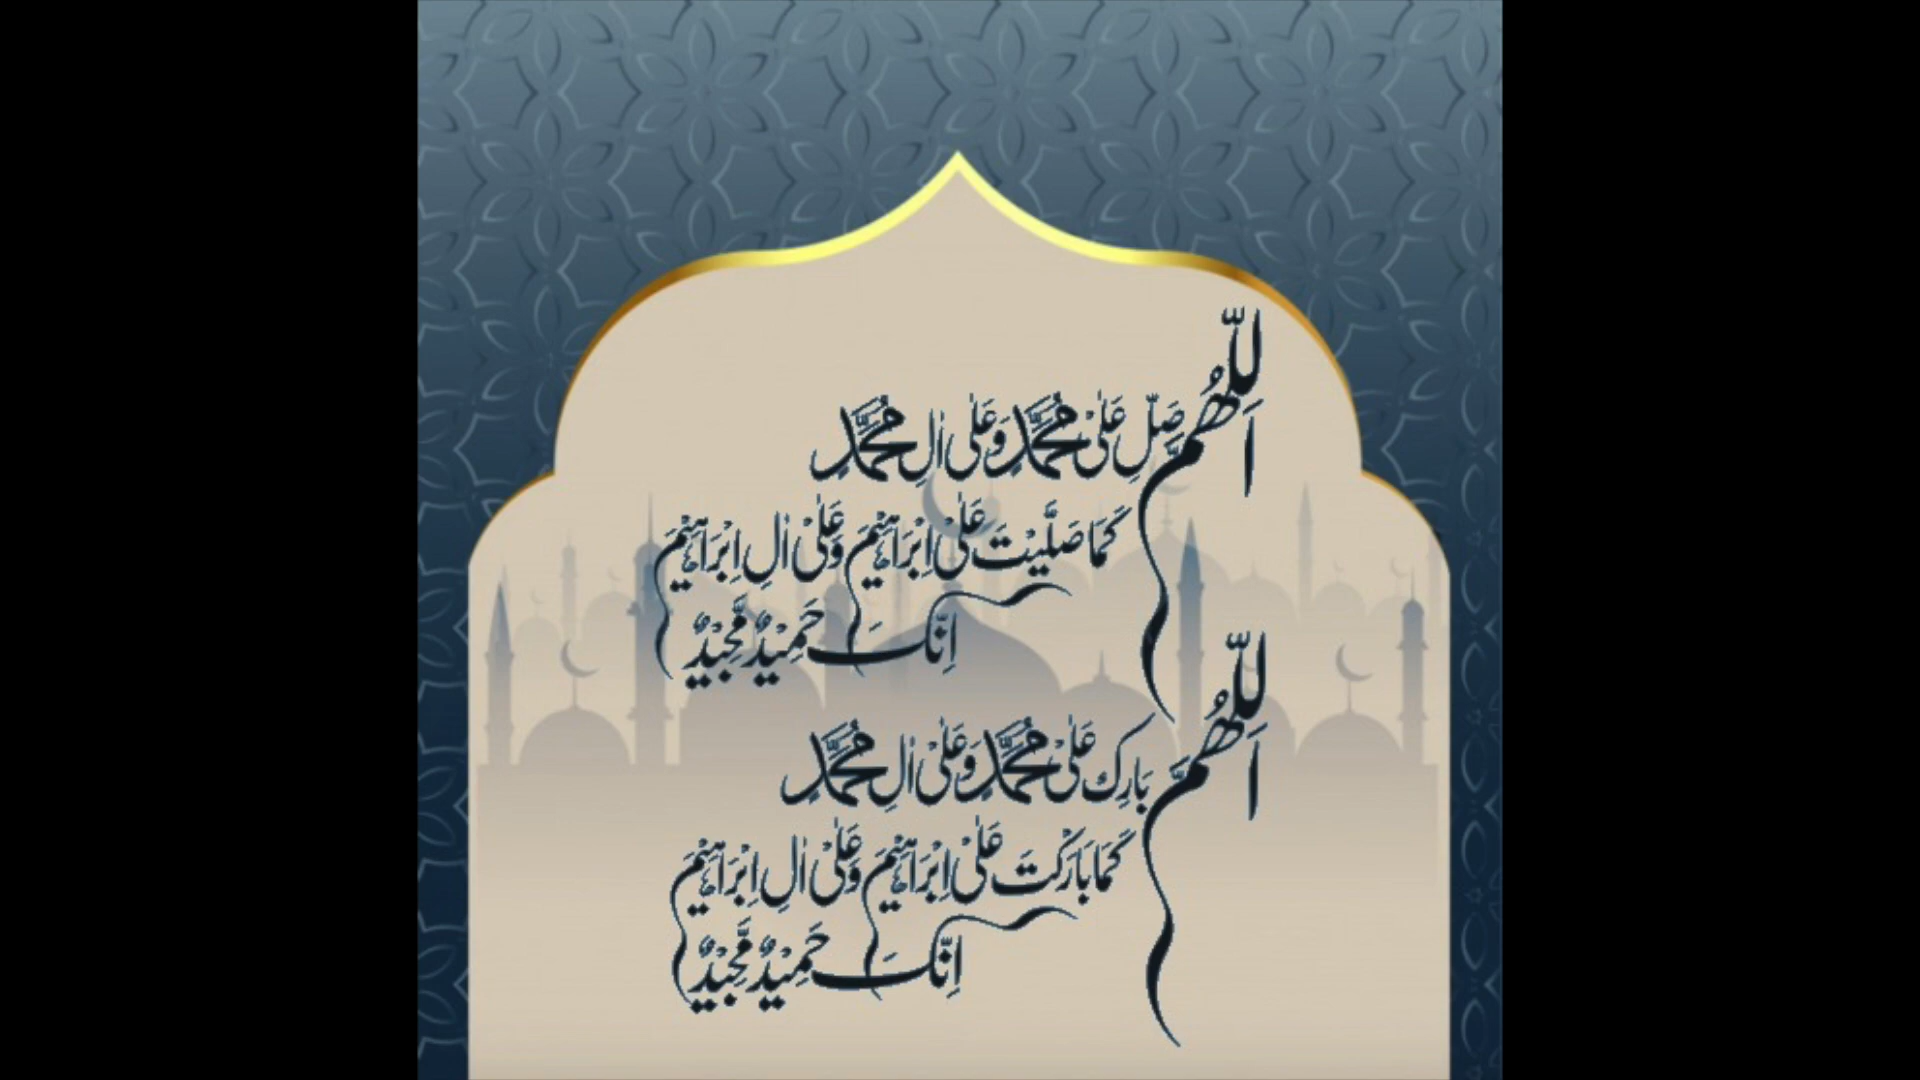 اَللّٰهُمَّ صَلِّ عَلٰی مُحَمَّدٍ وَّعَلٰی اٰلِ مُحَمَّدٍ
کَمَا صَلَّیْتَ عَلٰی اِبْرَاهِیْمَ وَعَلٰی اٰلِ اِبْرَاهِیْمَ
اِنَّکَ حَمِیْدٌ مَّجِیْدٌ
اَللّٰهُمَّ بَارِکْ عَلٰی مُحَمَّدٍ وَّعَلٰی اٰلِ مُحَمَّدٍ
کَمَا بَارَکْتَ عَلٰی اِبْرَاهِیْمَ وَعَلٰی اٰلِ اِبْرَاهِیْمَ
اِنَّکَ حَمِیْدٌ مَّجِیْدٌ